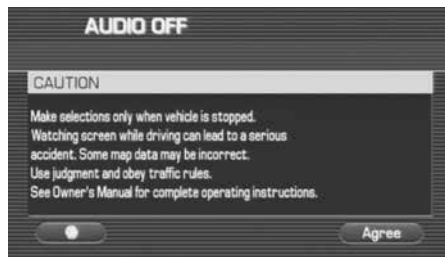 AUDIO OFF
CAUTION
Make selections only when vehicle is stopped.
Watching screen while driving can lead to a serious
accident. Some map data may be incorrect.
Use judgment and obey traffic rules.
See Owner's Manual for complete operating instructions.
Agree